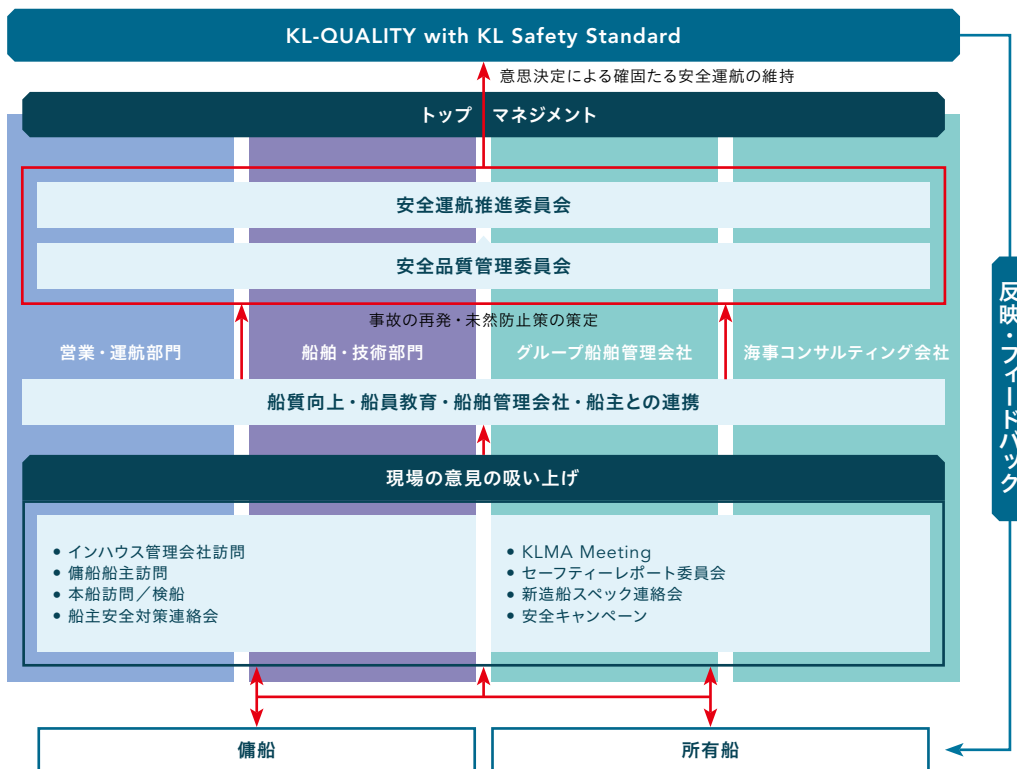 KL-QUALITY with KL Safety Standard
意思決定による確固たる安全運航の維持
トップ マネジメント
安全運航推進委員会
安全品質管理委員会
事故の再発・未然防止策の策定
営業・運航部門
船舶・技術部門
グループ船舶管理会社
海事コンサルティング会社
船質向上・船員教育・船舶管理会社・船主との連携
現場の意見の吸い上げ
• インハウス管理会社訪問
• 傭船船主訪問
• 本船訪問／検船
• 船主安全対策連絡会
• KLMA Meeting
• セーフティーレポート委員会
• 新造船スペック連絡会
• 安全キャンペーン
傭船
所有船
反映・フィードバック